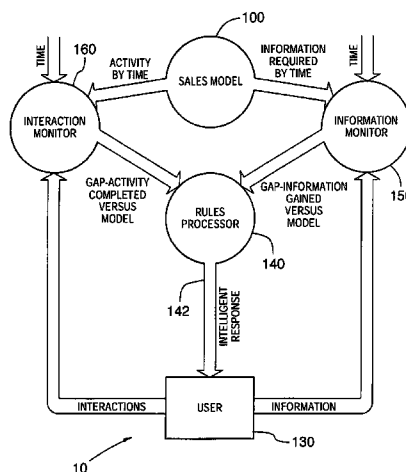 100
TIME
160
ACTIVITY
BY TIME
SALES MODEL
INFORMATION
REQUIRED
BY TIME
TIME
INTERACTION
MONITOR
INFORMATION
MONITOR
150
GAP-ACTIVITY
COMPLETED
VERSUS
MODEL
RULES
PROCESSOR
GAP-INFORMATION
GAINED
VERSUS
MODEL
140
142
INTELLIGENT
RESPONSE
INTERACTIONS
USER
INFORMATION
10
130